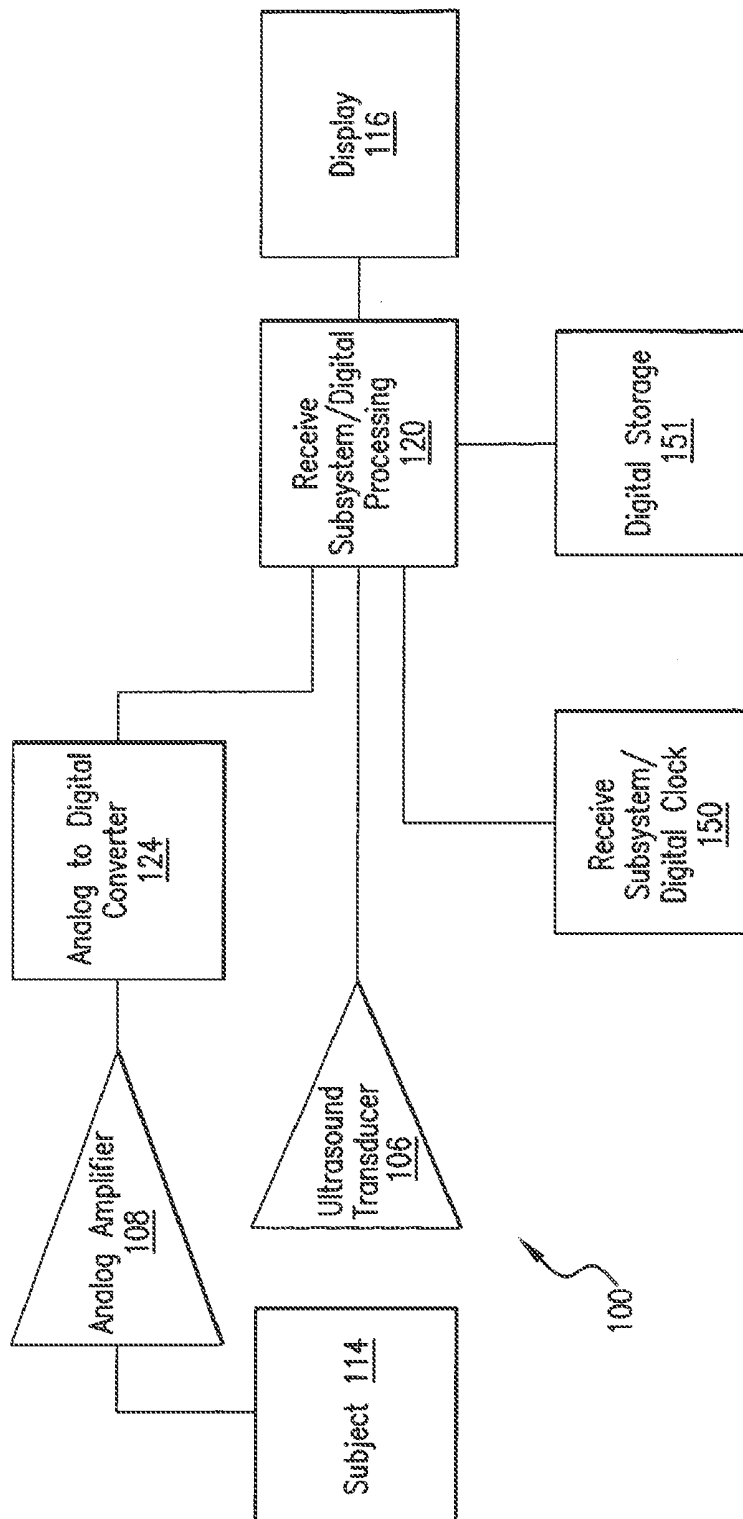 Subject 114
Analog Amplifier
108
Ultrasound
Transducer
106
Analog to Digital
Converter
124
Receive
Subsystem/
Digital Clock
150
Receive
Subsystem/Digital
Processing
120
Digital Storage
151
Display
116
100